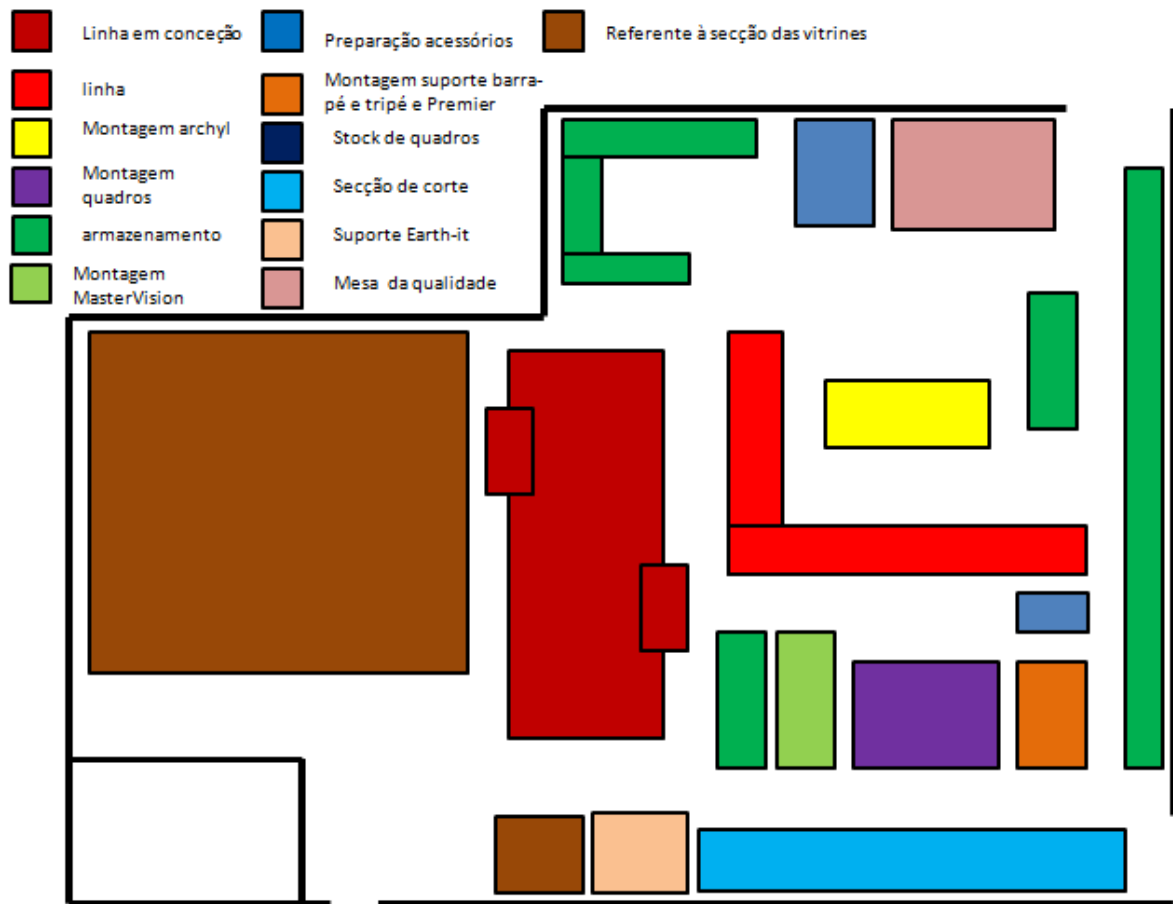 Linha em conceção
Preparação acessórios
Referente à secção das vitrines
linha
Montagem suporte barra-
pé e tripé e Premier
Montagem archyl
Stock de quadros
Montagem
quadros
Secção de corte
armazenamento
Suporte Earth-it
Montagem
MasterVision
Mesa da qualidade